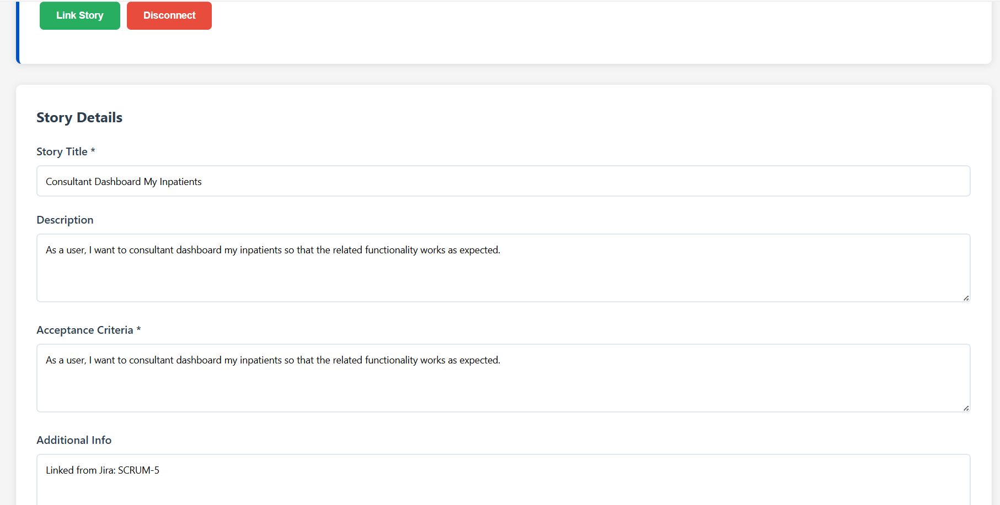 Link Story Disconnect
Story Details
Story Title *
Consultant Dashboard My Inpatients
Description
As a user, I want to consultant dashboard my inpatients so that the related functionality works as expected.
Acceptance Criteria *
As a user, I want to consultant dashboard my inpatients so that the related functionality works as expected.
Additional Info
Linked from Jira: SCRUM-5